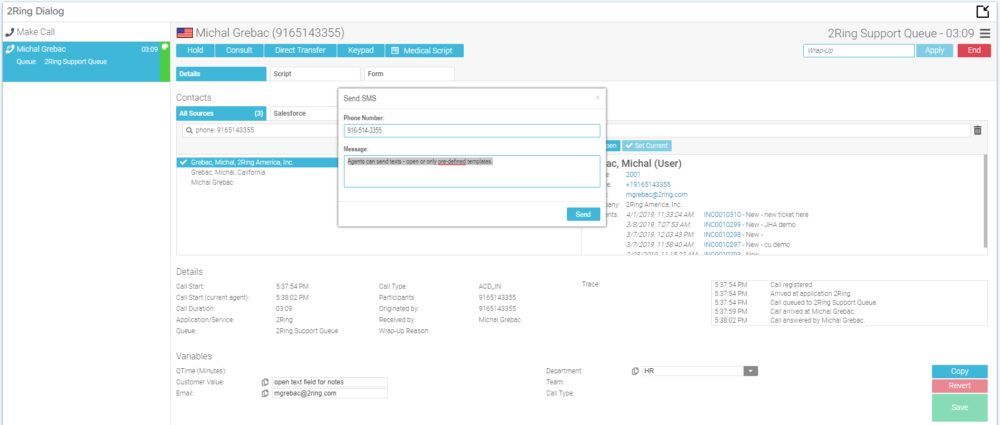 2Ring Dialog
Make Call
Michal Grebac 03:09
Queue: 2Ring Support Queue
Michal Grebac (9165143355)
2Ring Support Queue - 03:09
Hold Consult Direct Transfer Keypad Medical Script
Wrap-Up Apply End
Details Script Form
Contacts
All Sources (3) Salesforce
phone: 9165143355
Send SMS ×
Phone Number:
916-514-3355
Message:
Agents can send texts - open or only pre-defined templates.
Send
pen Set Current
Grebac, Michal, 2Ring America, Inc.
Grebac, Michal, California
Michal Grebac
ac, Michal (User)
e: 2001
e: +19165143355
: mgrebac@2ring.com
any: 2Ring America, Inc.
ents: 4/1/2019, 11:33:24 AM: INC0010310 - New - new ticket here
3/8/2019, 7:07:53 AM: INC0010299 - New - JHA demo
3/7/2019, 12:03:43 PM: INC0010298 - New -
3/7/2019, 11:58:40 AM: INC0010297 - New - cu demo
2/28/2019, 11:15:22 AM: INC0010293 - New
Details
Call Start: 5:37:54 PM
Call Start (current agent): 5:38:02 PM
Call Duration: 03:09
Application/Service: 2Ring
Queue: 2Ring Support Queue
Call Type: ACD_IN
Participants: 9165143355
Originated by: 9165143355
Received by: Michal Grebac
Wrap-Up Reason:
Trace:
5:37:54 PM Call registered.
5:37:54 PM Arrived at application 2Ring.
5:37:54 PM Call queued to 2Ring Support Queue.
5:37:59 PM Call arrived at Michal Grebac.
5:38:02 PM Call answered by Michal Grebac.
Variables
QTime (Minutes):
Customer Value: open text field for notes
Email: mgrebac@2ring.com
Department: HR
Team:
Call Type:
Copy
Revert
Save